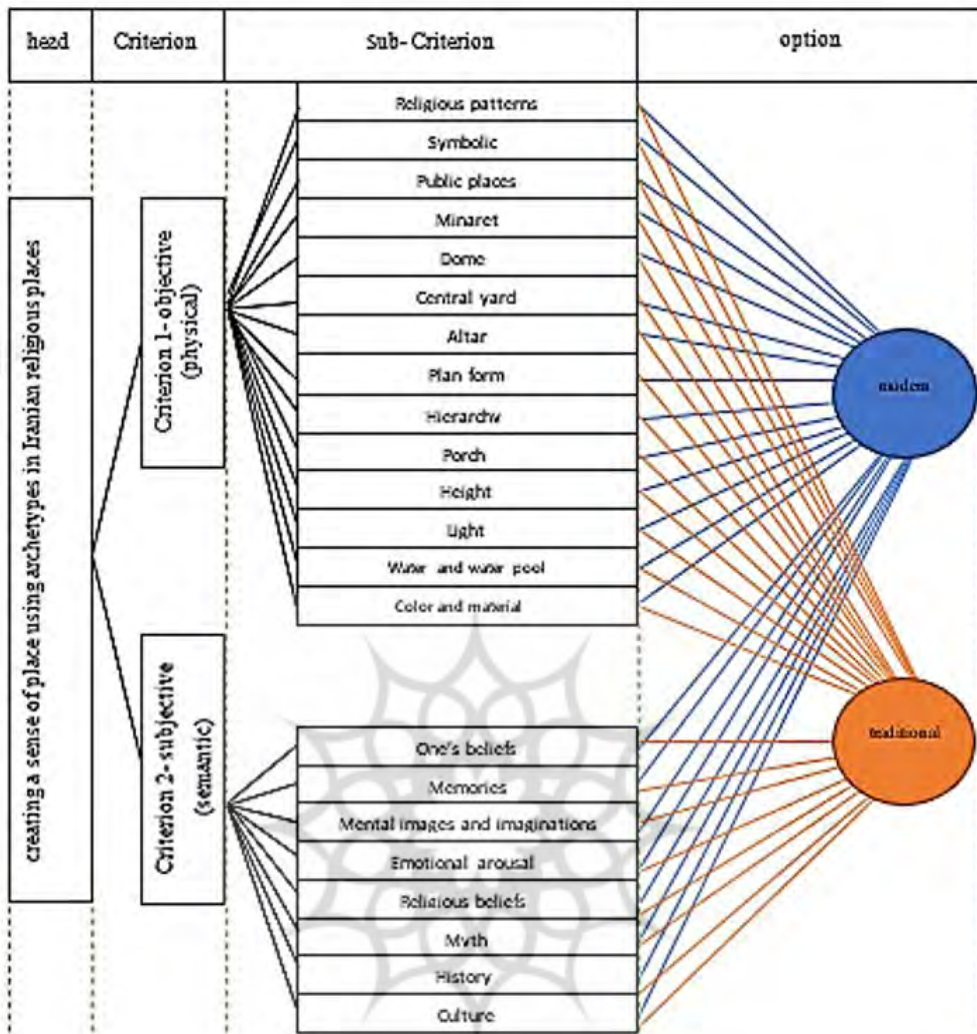 hezd
Criterion
Sub-Criterion
option
creating a sense of place using archetypes in Iranian religious places
Criterion 1- objective
(physical)
Criterion 2- subjective
(semantic)
Religious patterns
Symbolic
Public places
Minaret
Dome
Central yard
Altar
Plan form
Hierarchy
Porch
Height
Light
Water and water pool
Color and material
One's beliefs
Memories
Mental images and imaginations
Emotional arousal
Religious beliefs
Myth
History
Culture
modern
traditional